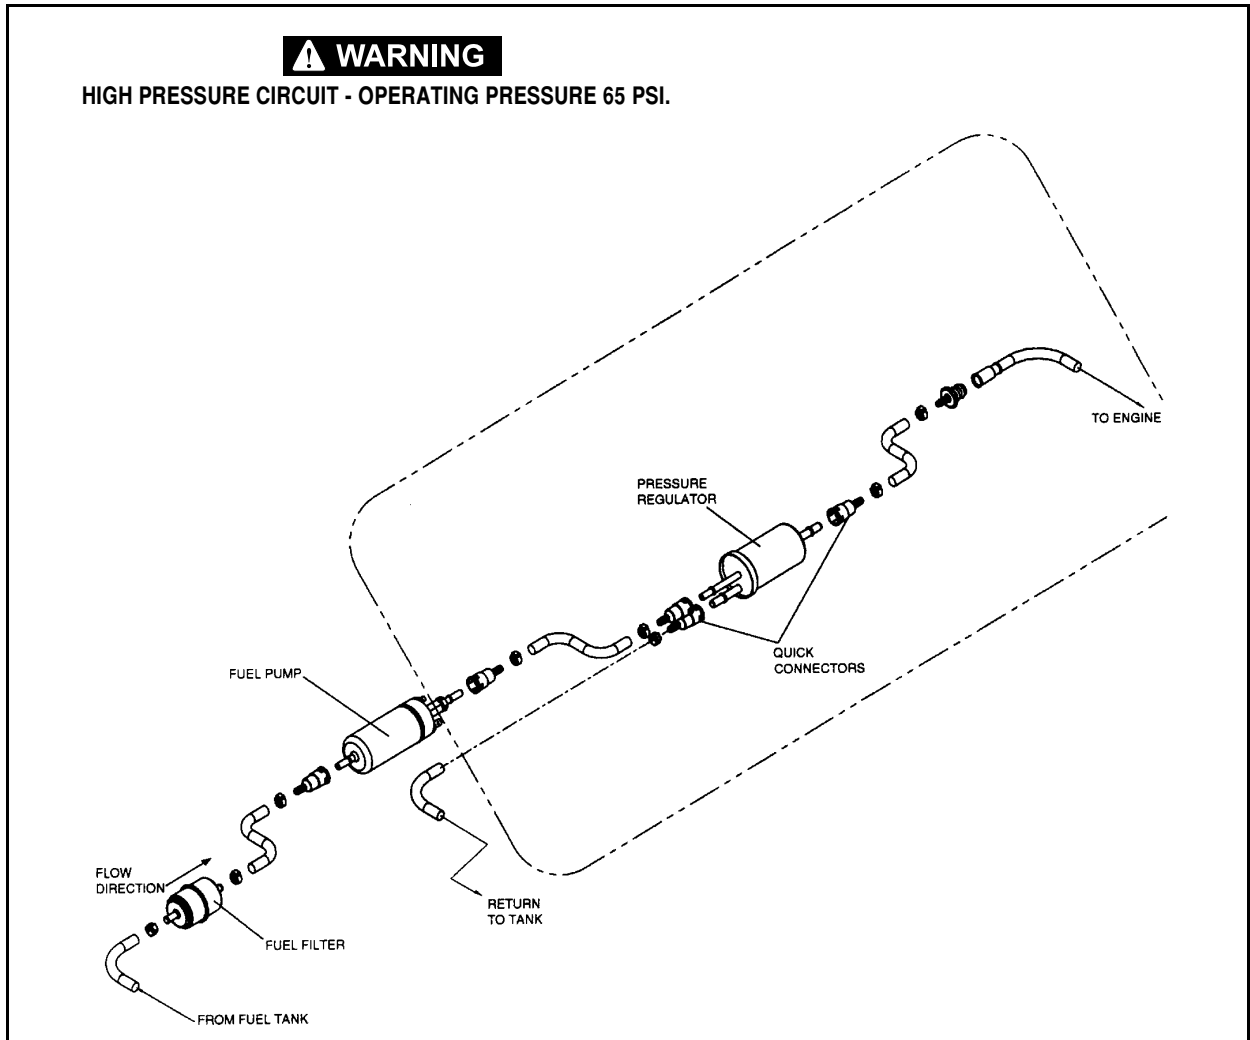 WARNING
HIGH PRESSURE CIRCUIT - OPERATING PRESSURE 65 PSI.
TO ENGINE
PRESSURE
REGULATOR
QUICK
CONNECTORS
FUEL PUMP
FLOW
DIRECTION
RETURN
TO TANK
FUEL FILTER
FROM FUEL TANK